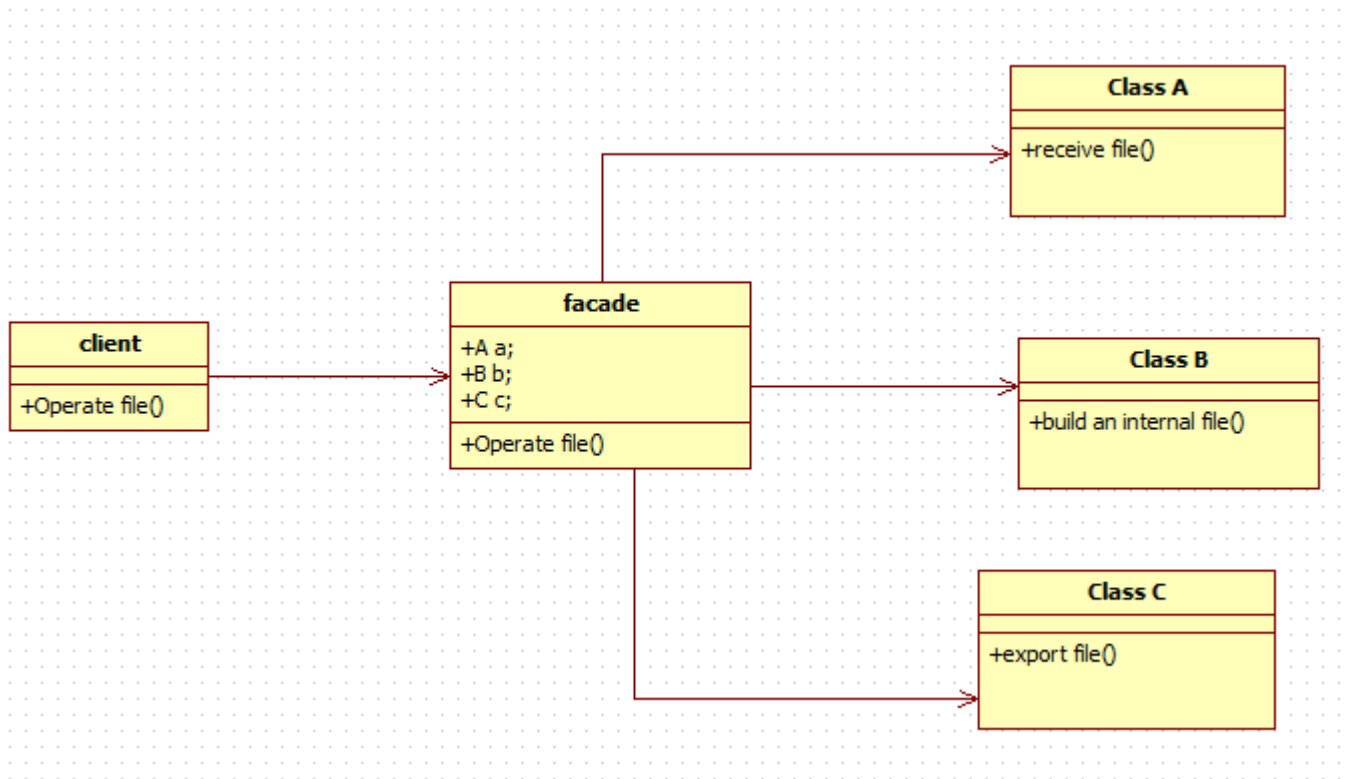 Class A
+receive file()
facade
+A a;
+B b;
+C c;
+Operate file()
client
+Operate file()
Class B
+build an internal file()
Class C
+export file()